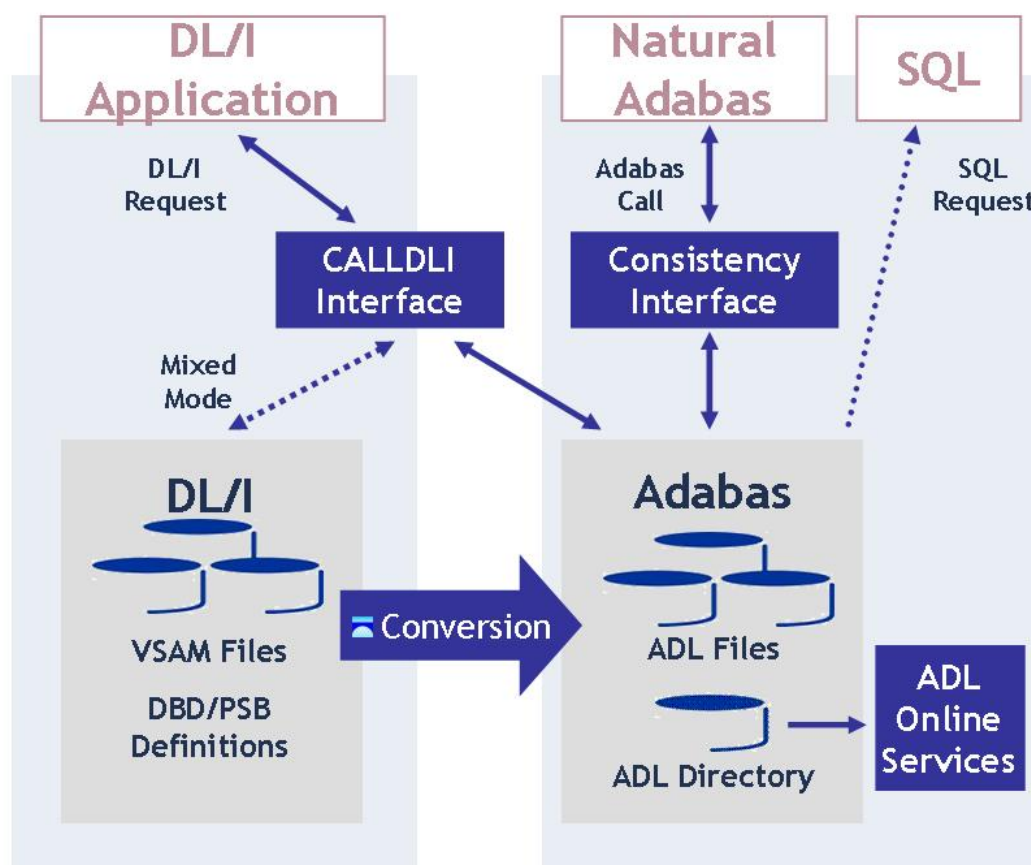 DL/I
Application
Natural
Adabas
SQL
DL/I
Request
Adabas
Call
SQL
Request
CALLDLI
Interface
Consistency
Interface
Mixed
Mode
DL/I
VSAM Files
DBD/PSB
Definitions
Conversion
Adabas
ADL Files
ADL Directory
ADL
Online
Services